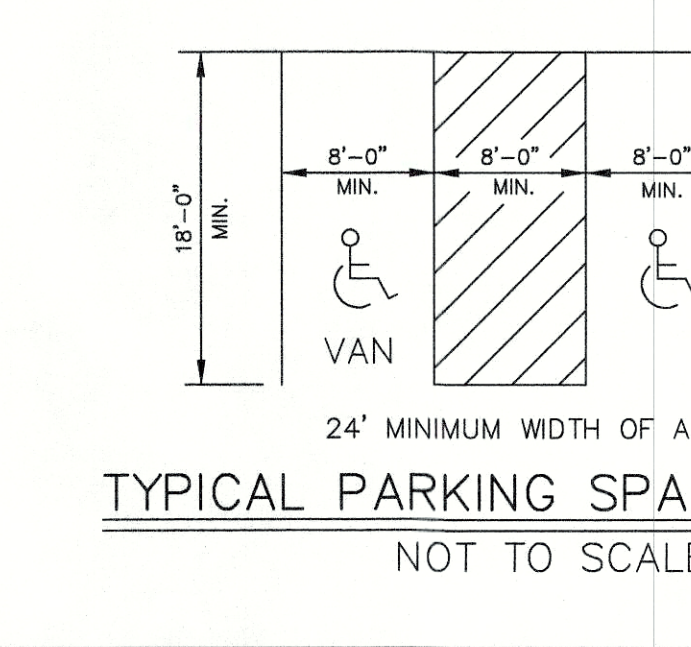 8'-0" 8'-0" 8'-0"
MIN. MIN. MIN.
18'-0"
MIN.
VAN
24' MINIMUM WIDTH OF A
TYPICAL PARKING SPA
NOT TO SCALE